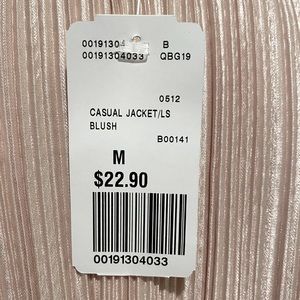 00191304 B
00191304033 QBG19
0512
CASUAL JACKET/LS
BLUSH
B00141
M
$22.90
00191304033